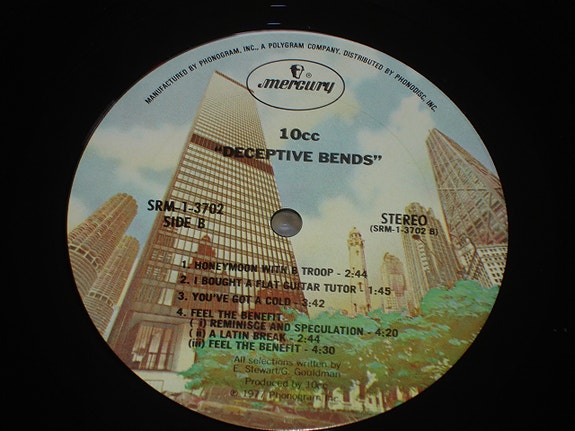 MANUFACTURED BY PHONOGRAM, INC., A POLYGRAM COMPANY, DISTRIBUTED BY PHONODISC, INC.
mercury ®
10cc
"DECEPTIVE BENDS"
SRM-1-3702
SIDE B
STEREO
(SRM-1-3702 B)
1. HONEYMOON WITH B TROOP - 2:44
2. I BOUGHT A FLAT GUITAR TUTOR - 1:45
3. YOU'VE GOT A COLD - 3:42
4. FEEL THE BENEFIT -
( i) REMINISCE AND SPECULATION - 4:20
( ii) A LATIN BREAK - 2:44
(iii) FEEL THE BENEFIT - 4:30
All selections written by
E. Stewart/G. Gouldman
Produced by 10cc
© 1977 Phonogram Inc.